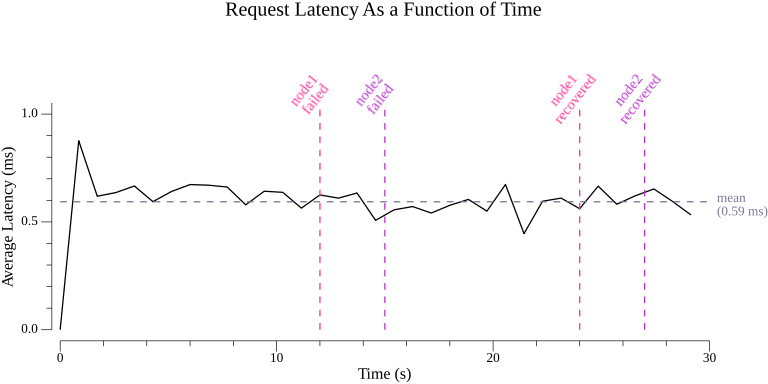 Request Latency As a Function of Time
node1
failed
node2
failed
node1
recovered
node2
recovered
1.0
0.5
0.0
Average Latency (ms)
mean
(0.59 ms)
0
10
20
30
Time (s)